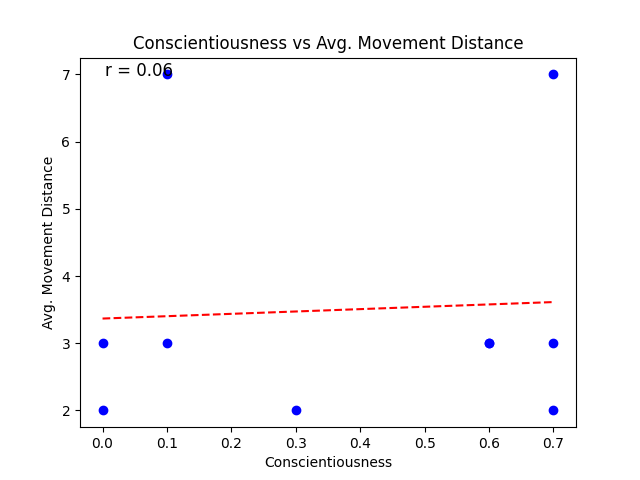 Conscientiousness vs Avg. Movement Distance
r = 0.06
7
6
5
4
3
2
Avg. Movement Distance
0.0 0.1 0.2 0.3 0.4 0.5 0.6 0.7
Conscientiousness